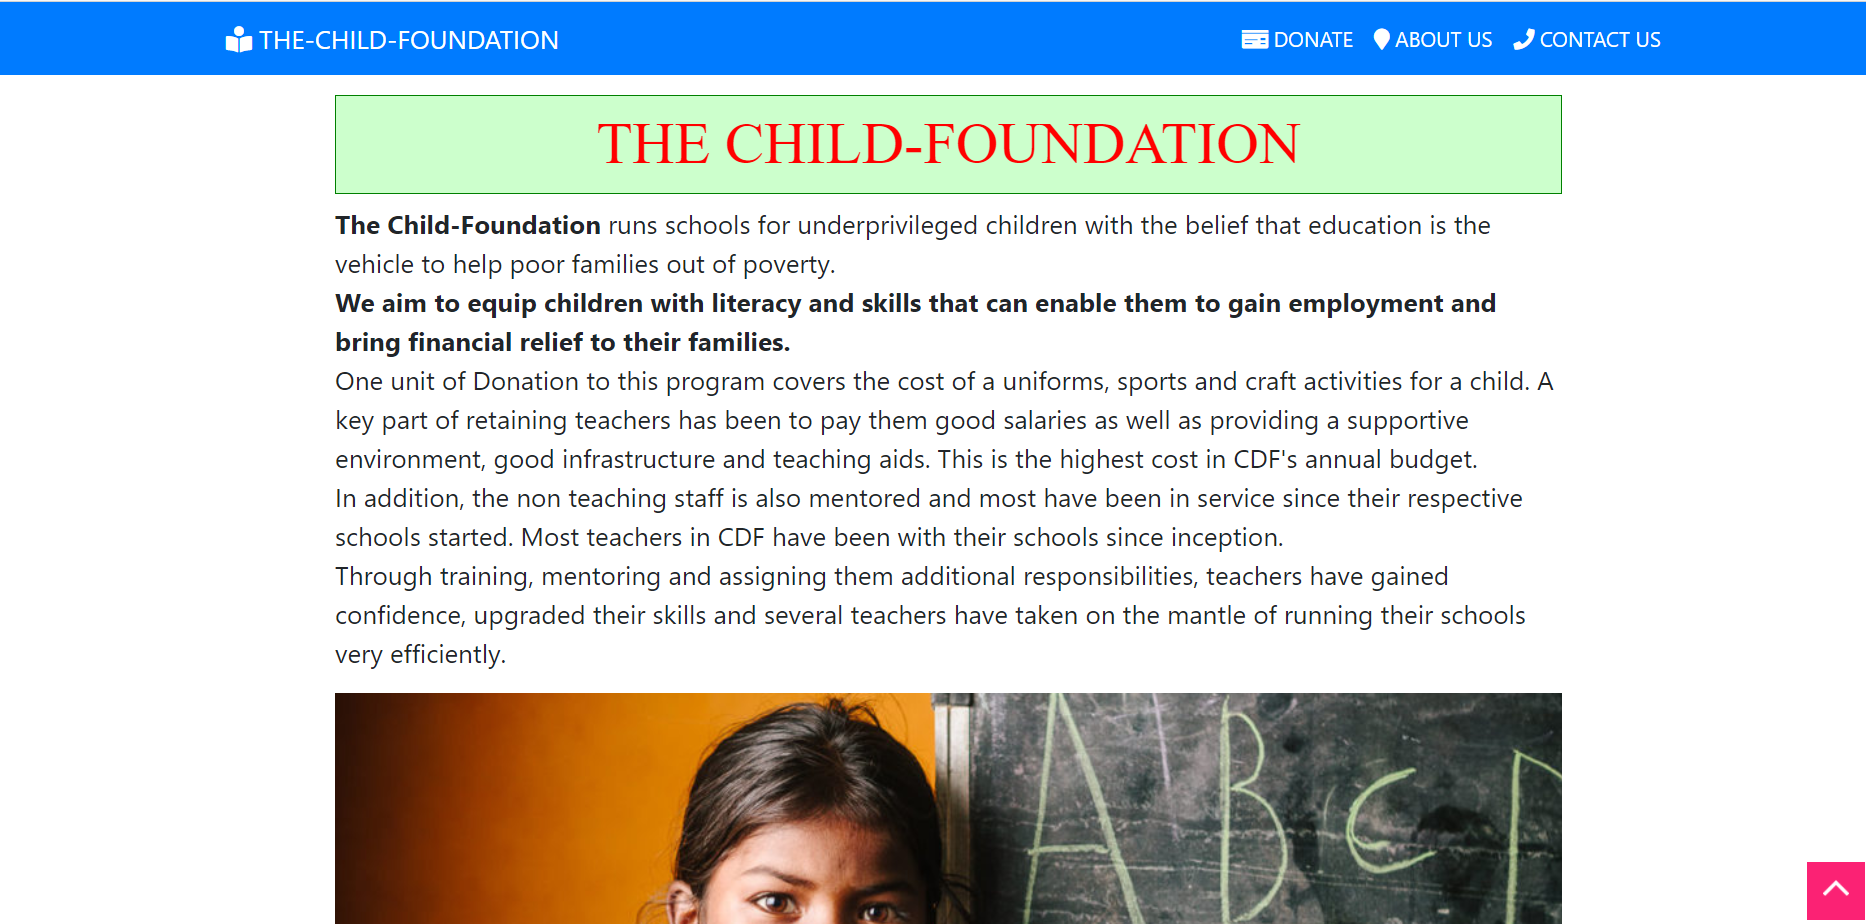 THE-CHILD-FOUNDATION
DONATE
ABOUT US
CONTACT US
THE CHILD-FOUNDATION
The Child-Foundation runs schools for underprivileged children with the belief that education is the
vehicle to help poor families out of poverty.
We aim to equip children with literacy and skills that can enable them to gain employment and
bring financial relief to their families.
One unit of Donation to this program covers the cost of a uniforms, sports and craft activities for a child. A
key part of retaining teachers has been to pay them good salaries as well as providing a supportive
environment, good infrastructure and teaching aids. This is the highest cost in CDF's annual budget.
In addition, the non teaching staff is also mentored and most have been in service since their respective
schools started. Most teachers in CDF have been with their schools since inception.
Through training, mentoring and assigning them additional responsibilities, teachers have gained
confidence, upgraded their skills and several teachers have taken on the mantle of running their schools
very efficiently.
A B C D